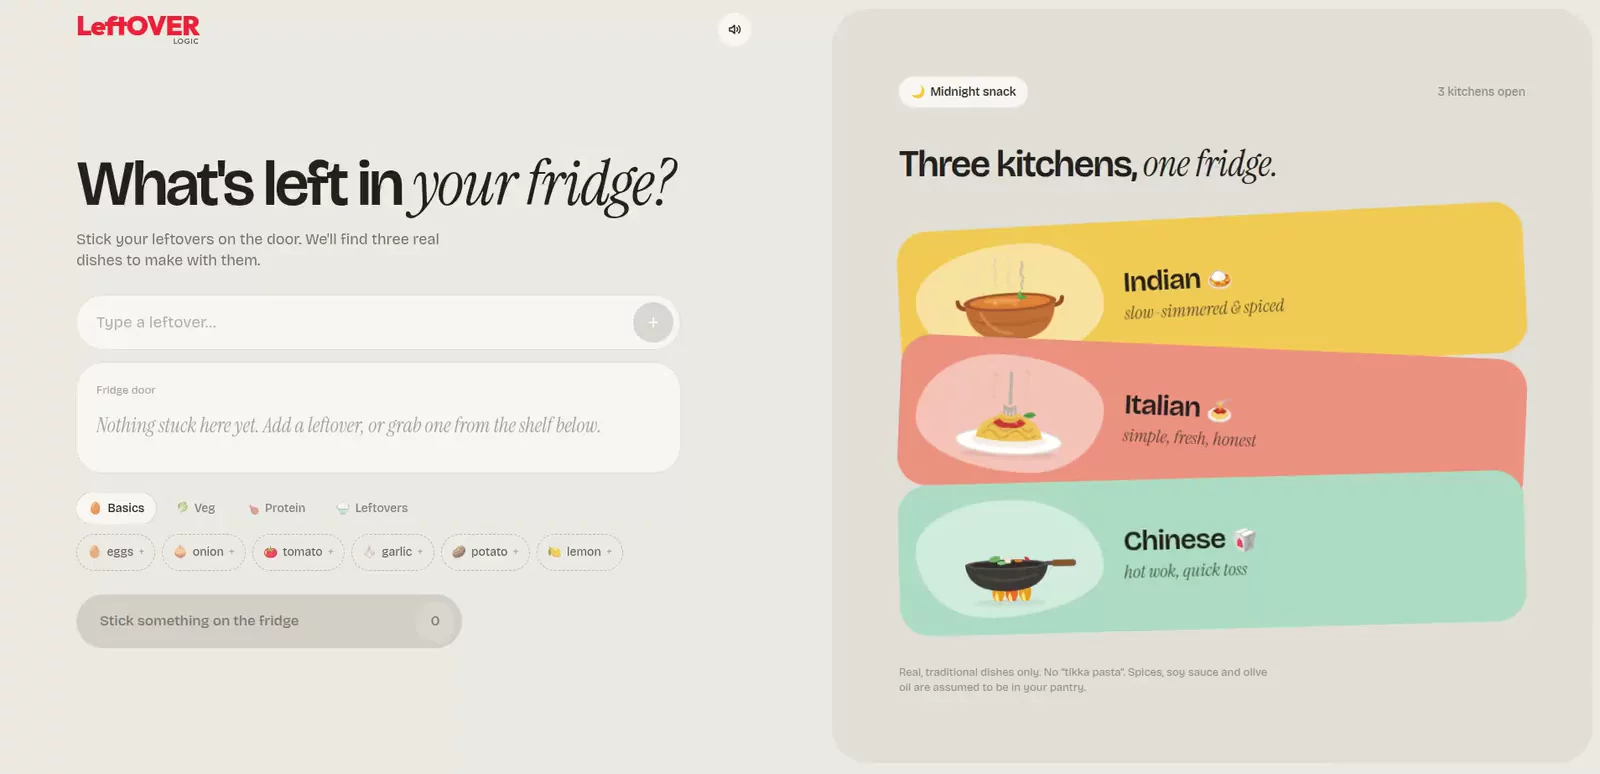 LeftOVER
LOGIC
What's left in your fridge?
Stick your leftovers on the door. We'll find three real
dishes to make with them.
Type a leftover...
+
Fridge door
Nothing stuck here yet. Add a leftover, or grab one from the shelf below.
Basics Veg Protein Leftovers
eggs + onion + tomato + garlic + potato + lemon +
Stick something on the fridge 0
Midnight snack
3 kitchens open
Three kitchens, one fridge.
Indian
slow-simmered & spiced
Italian
simple, fresh, honest
Chinese
hot wok, quick toss
Real, traditional dishes only. No "tikka pasta". Spices, soy sauce and olive
oil are assumed to be in your pantry.